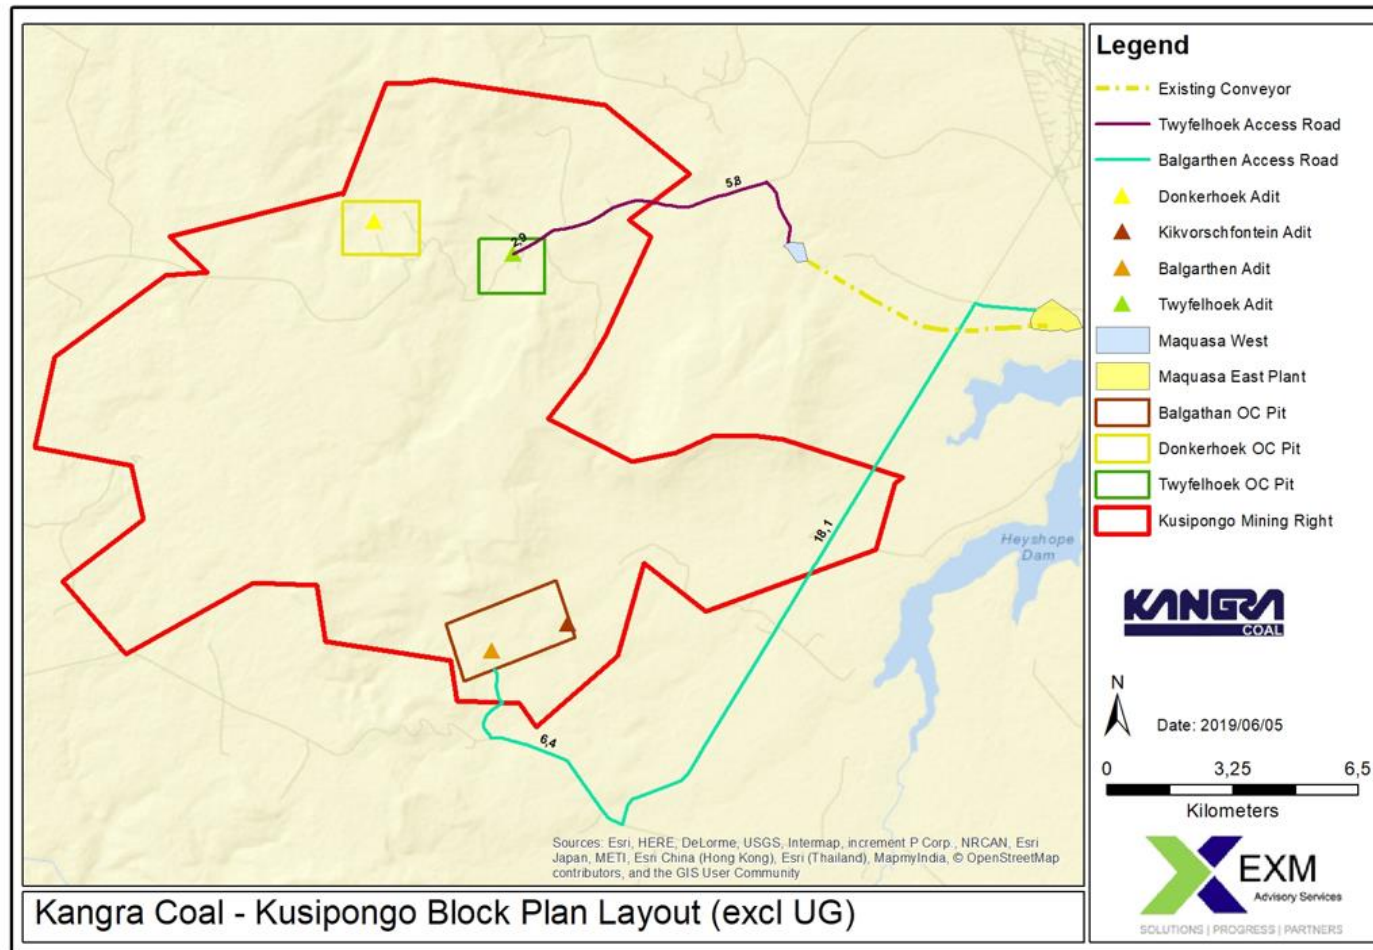 Legend
Existing Conveyor
Twyfelhoek Access Road
Balgarthen Access Road
Donkerhoek Adit
Kikvorschfontein Adit
Balgarthen Adit
Twyfelhoek Adit
Maquasa West
Maquasa East Plant
Balgathan OC Pit
Donkerhoek OC Pit
Twyfelhoek OC Pit
Kusipongo Mining Right
5,8
2,9
18,1
6,4
Heyshope
Dam
KANGRA
COAL
N
Date: 2019/06/05
0 3,25 6,5
Kilometers
EXM
Advisory Services
SOLUTIONS | PROGRESS | PARTNERS
Sources: Esri, HERE, DeLorme, USGS, Intermap, increment P Corp., NRCAN, Esri
Japan, METI, Esri China (Hong Kong), Esri (Thailand), MapmyIndia, © OpenStreetMap
contributors, and the GIS User Community
Kangra Coal - Kusipongo Block Plan Layout (excl UG)